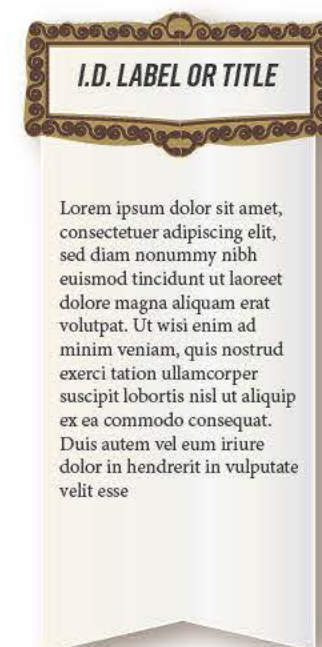 I.D. LABEL OR TITLE
Lorem ipsum dolor sit amet,
consectetuer adipiscing elit,
sed diam nonummy nibh
euismod tincidunt ut laoreet
dolore magna aliquam erat
volutpat. Ut wisi enim ad
minim veniam, quis nostrud
exerci tation ullamcorper
suscipit lobortis nisl ut aliquip
ex ea commodo consequat.
Duis autem vel eum iriure
dolor in hendrerit in vulputate
velit esse